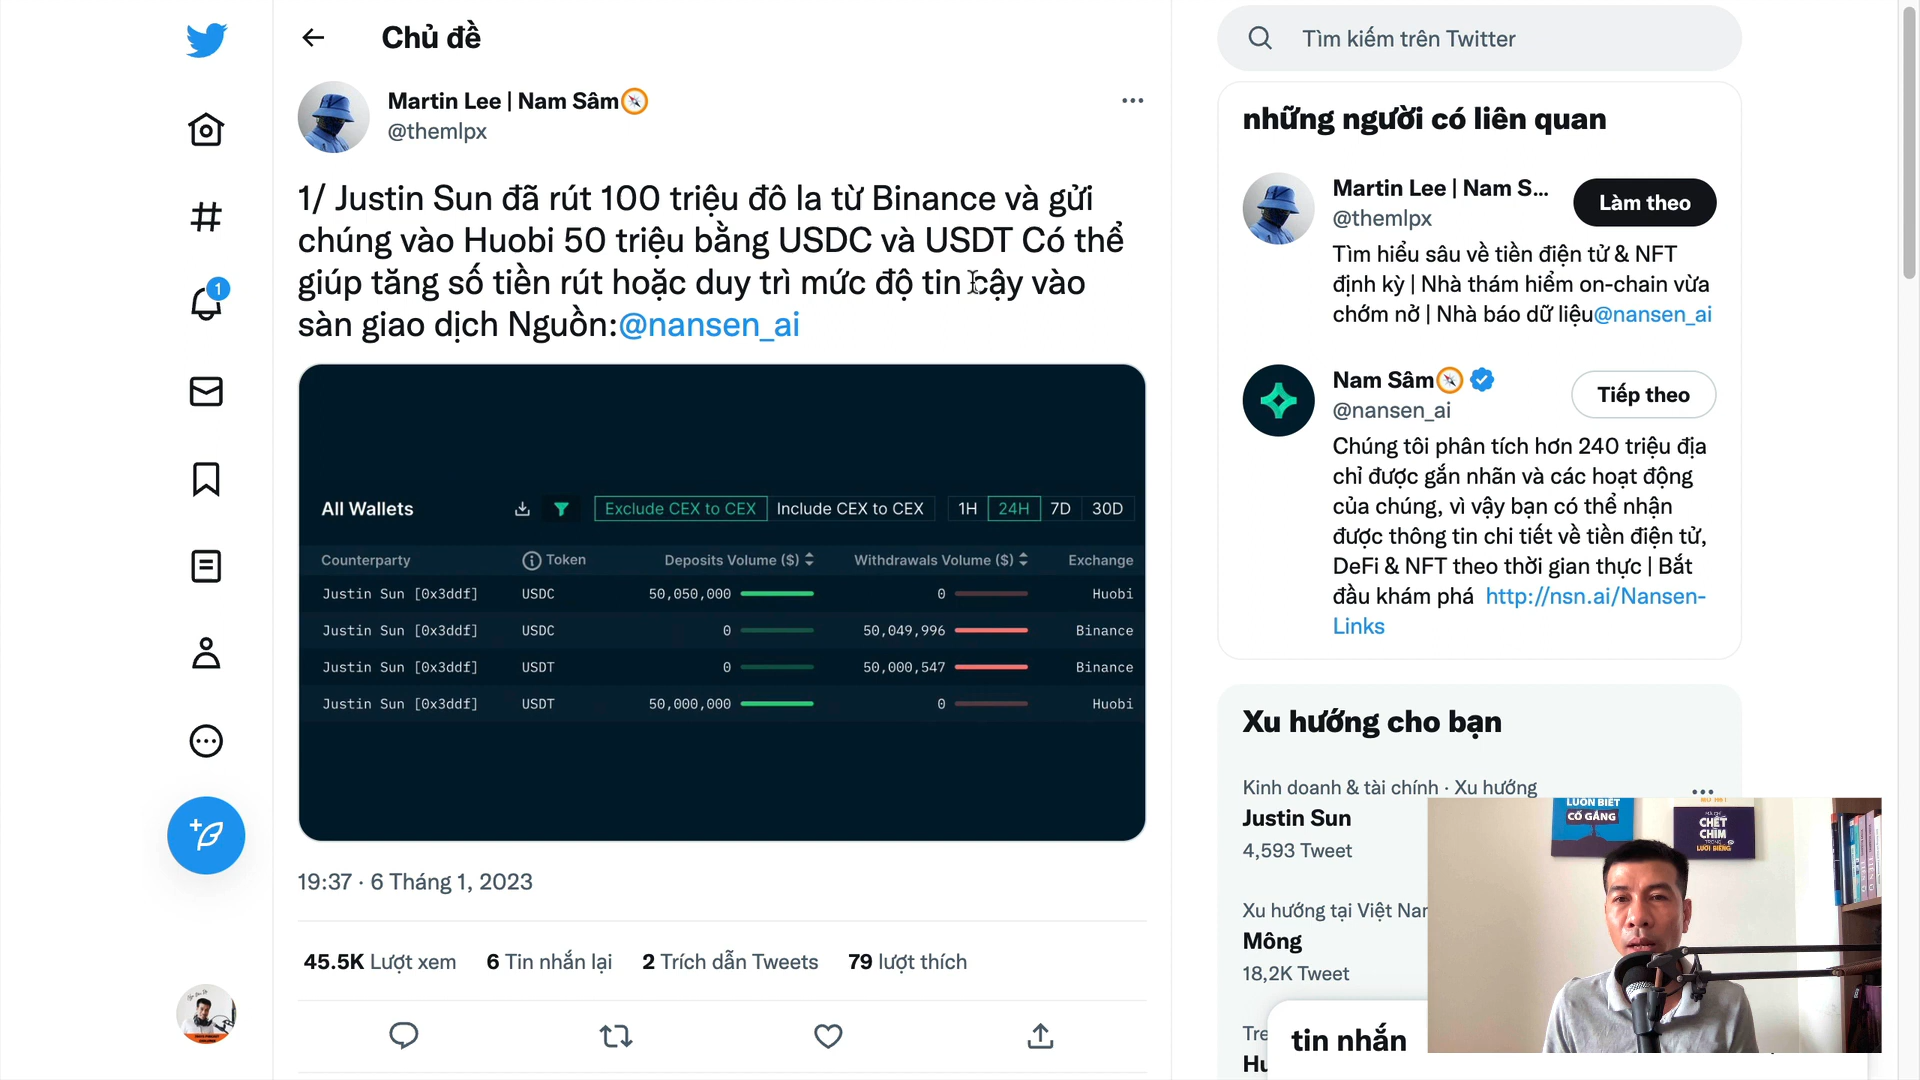 Chủ đề
Tìm kiếm trên Twitter
Martin Lee | Nam Sâm
@themlpx
1/ Justin Sun đã rút 100 triệu đô la từ Binance và gửi
chúng vào Huobi 50 triệu bằng USDC và USDT Có thể
giúp tăng số tiền rút hoặc duy trì mức độ tin cậy vào
sàn giao dịch Nguồn:@nansen_ai
All Wallets
Exclude CEX to CEX Include CEX to CEX 1H 24H 7D 30D
Counterparty Token Deposits Volume ($) Withdrawals Volume ($) Exchange
Justin Sun [0x3ddf] USDC 50,050,000 0 Huobi
Justin Sun [0x3ddf] USDC 0 50,049,996 Binance
Justin Sun [0x3ddf] USDT 0 50,000,547 Binance
Justin Sun [0x3ddf] USDT 50,000,000 0 Huobi
19:37 · 6 Tháng 1, 2023
45.5K Lượt xem 6 Tin nhắn lại 2 Trích dẫn Tweets 79 lượt thích
1
những người có liên quan
Martin Lee | Nam S...
@themlpx
Làm theo
Tìm hiểu sâu về tiền điện tử & NFT
định kỳ | Nhà thám hiểm on-chain vừa
chớm nở | Nhà báo dữ liệu@nansen_ai
Nam Sâm
@nansen_ai
Tiếp theo
Chúng tôi phân tích hơn 240 triệu địa
chỉ được gắn nhãn và các hoạt động
của chúng, vì vậy bạn có thể nhận
được thông tin chi tiết về tiền điện tử,
DeFi & NFT theo thời gian thực | Bắt
đầu khám phá http://nsn.ai/Nansen-
Links
Xu hướng cho bạn
Kinh doanh & tài chính · Xu hướng
Justin Sun
4,593 Tweet
Xu hướng tại Việt Nar
Mông
18,2K Tweet
Tre
tin nhắn
LUÔN BIẾT
CỐ GẮNG
CHẾT
CHÌM
TRONG
LƯỜI BIẾNG